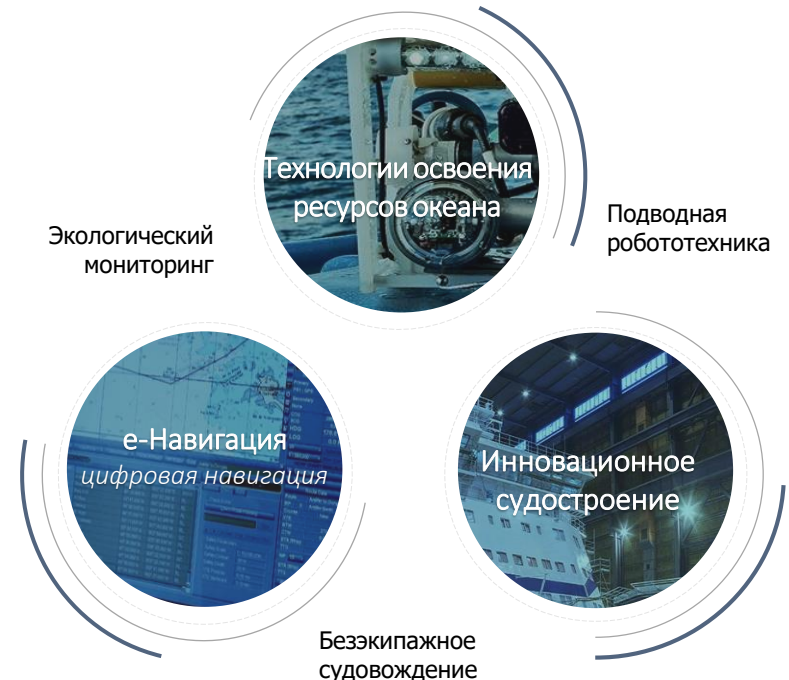 Технологии освоения
ресурсов океана
Экологический
мониторинг
Подводная
робототехника
е-Навигация
цифровая навигация
Инновационное
судостроение
Безэкипажное
судовождение